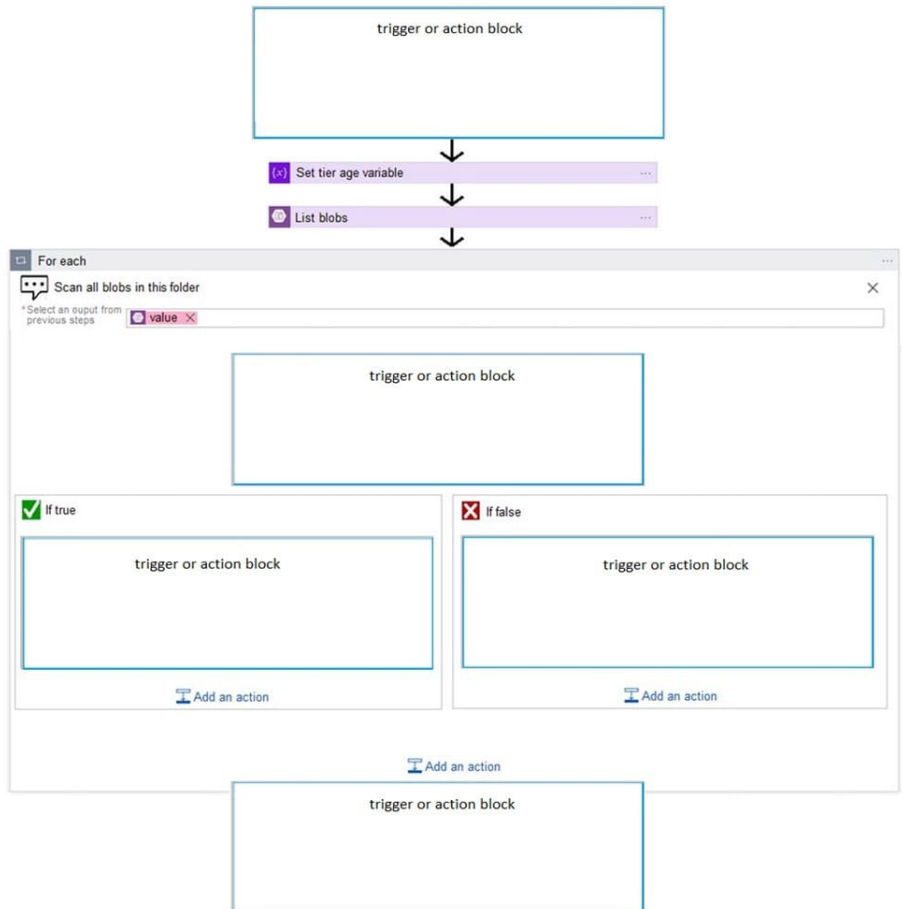 trigger or action block
{x} Set tier age variable ...
List blobs ...
For each ...
Scan all blobs in this folder
*Select an ouput from
previous steps
value
trigger or action block
If true
If false
trigger or action block
trigger or action block
Add an action
Add an action
Add an action
trigger or action block